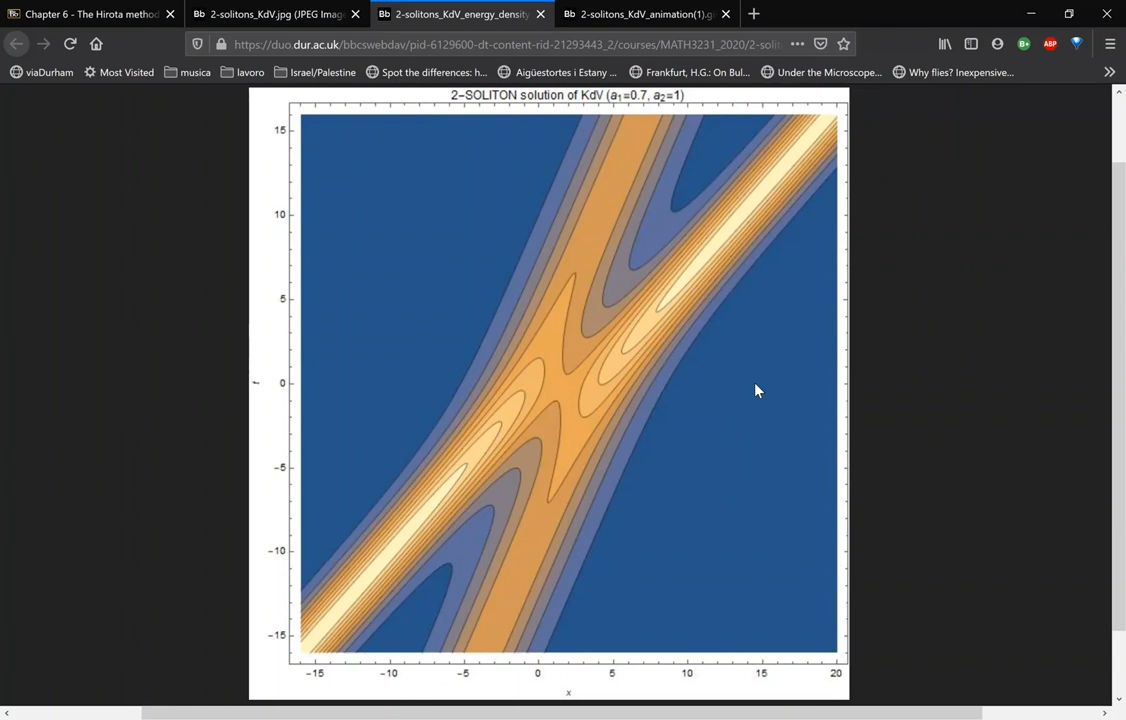 Chapter 6 - The Hirota method
2-solitons_KdV.jpg (JPEG Imag
2-solitons_KdV_energy_density
2-solitons_KdV_animation(1).g
https://duo.dur.ac.uk/bbcswebdav/pid-6129600-dt-content-rid-21293443_2/courses/MATH3231_2020/2-solit
viaDurham Most Visited musica lavoro Israel/Palestine Spot the differences: h... Aigüestortes i Estany ... Frankfurt, H.G.: On Bul... Under the Microscope... Why flies? Inexpensive...
2-SOLITON solution of KdV (a₁=0.7, a₂=1)
15
10
5
t 0
-5
-10
-15
-15 -10 -5 0 5 10 15 20
x